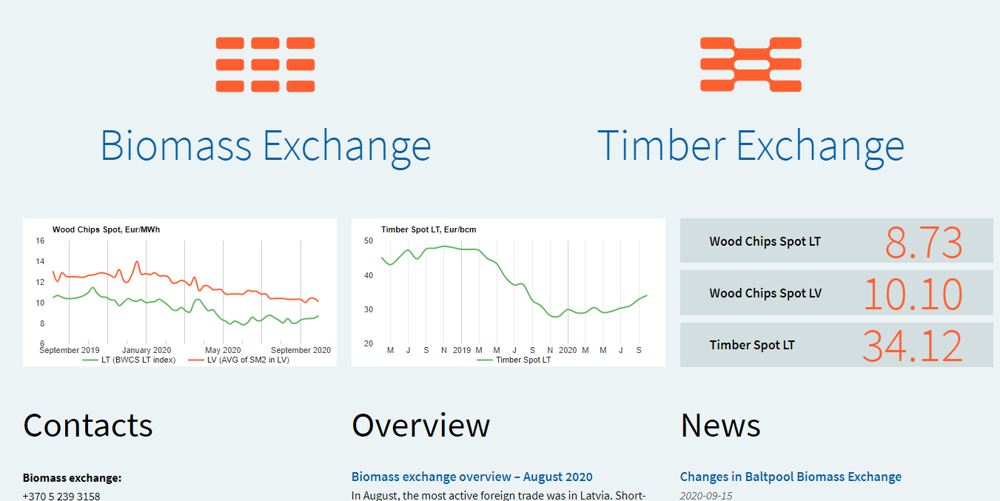 Biomass Exchange
Timber Exchange
Wood Chips Spot, Eur/MWh
16
14
12
10
8
6
September 2019 January 2020 May 2020 September 2020
LT (BWCS LT index) LV (AVG of SM2 in LV)
Timber Spot LT, Eur/bcm
50
40
30
20
M J S N 2019 M M J S N 2020 M M J S
Timber Spot LT
Wood Chips Spot LT 8.73
Wood Chips Spot LV 10.10
Timber Spot LT 34.12
Contacts
Biomass exchange:
+370 5 239 3158
Overview
Biomass exchange overview – August 2020
In August, the most active foreign trade was in Latvia. Short-
News
Changes in Baltpool Biomass Exchange
2020-09-15